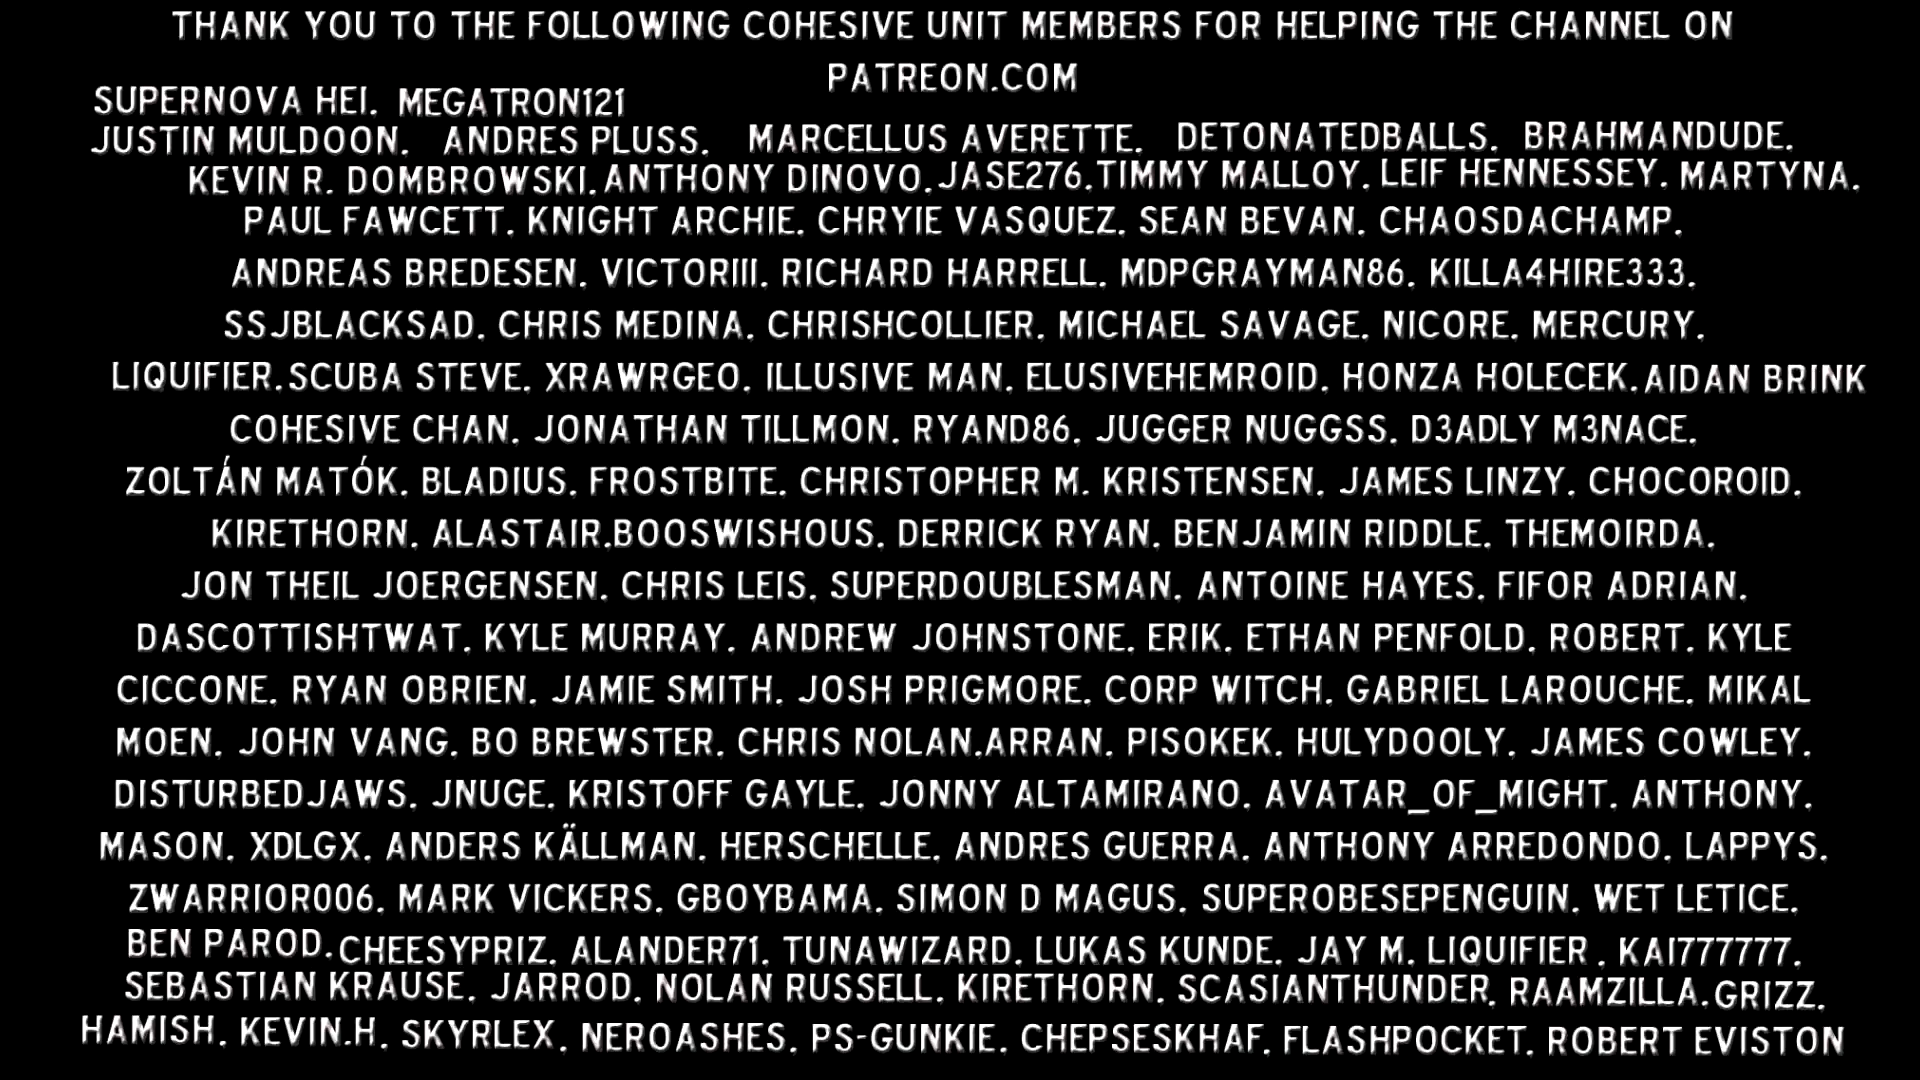 THANK YOU TO THE FOLLOWING COHESIVE UNIT MEMBERS FOR HELPING THE CHANNEL ON
PATREON.COM
SUPERNOVA HEI. MEGATRON121
JUSTIN MULDOON. ANDRES PLUSS. MARCELLUS AVERETTE. DETONATEDBALLS. BRAHMANDUDE.
KEVIN R. DOMBROWSKI. ANTHONY DINOVO. JASE276. TIMMY MALLOY. LEIF HENNESSEY. MARTYNA.
PAUL FAWCETT. KNIGHT ARCHIE. CHRYIE VASQUEZ. SEAN BEVAN. CHAOSDACHAMP.
ANDREAS BREDESEN. VICTORIII. RICHARD HARRELL. MDPGRAYMAN86. KILLA4HIRE333.
SSJBLACKSAD. CHRIS MEDINA. CHRISHCOLLIER. MICHAEL SAVAGE. NICORE. MERCURY.
LIQUIFIER. SCUBA STEVE. XRAWRGEO. ILLUSIVE MAN. ELUSIVEHEMROID. HONZA HOLECEK. AIDAN BRINK
COHESIVE CHAN. JONATHAN TILLMON. RYAND86. JUGGER NUGGSS. D3ADLY M3NACE.
ZOLTÁN MATÓK. BLADIUS. FROSTBITE. CHRISTOPHER M. KRISTENSEN. JAMES LINZY. CHOCOROID.
KIRETHORN. ALASTAIR.BOOSWISHOUS. DERRICK RYAN. BENJAMIN RIDDLE. THEMOIRDA.
JON THEIL JOERGENSEN. CHRIS LEIS. SUPERDOUBLESMAN. ANTOINE HAYES. FIFOR ADRIAN.
DASCOTTISHTWAT. KYLE MURRAY. ANDREW JOHNSTONE. ERIK. ETHAN PENFOLD. ROBERT. KYLE
CICCONE. RYAN OBRIEN. JAMIE SMITH. JOSH PRIGMORE. CORP WITCH. GABRIEL LAROUCHE. MIKAL
MOEN. JOHN VANG. BO BREWSTER. CHRIS NOLAN.ARRAN. PISOKEK. HULYDOOLY. JAMES COWLEY.
DISTURBEDJAWS. JNUGE. KRISTOFF GAYLE. JONNY ALTAMIRANO. AVATAR_OF_MIGHT. ANTHONY.
MASON. XDLGX. ANDERS KÄLLMAN. HERSCHELLE. ANDRES GUERRA. ANTHONY ARREDONDO. LAPPYS.
ZWARRIOR006. MARK VICKERS. GBOYBAMA. SIMON D MAGUS. SUPEROBESEPENGUIN. WET LETICE.
BEN PAROD. CHEESYPRIZ. ALANDER71. TUNAWIZARD. LUKAS KUNDE. JAY M. LIQUIFIER . KAI777777.
SEBASTIAN KRAUSE. JARROD. NOLAN RUSSELL. KIRETHORN. SCASIANTHUNDER. RAAMZILLA. GRIZZ.
HAMISH. KEVIN.H. SKYRLEX. NEROASHES. PS-GUNKIE. CHEPSESKHAF. FLASHPOCKET. ROBERT EVISTON